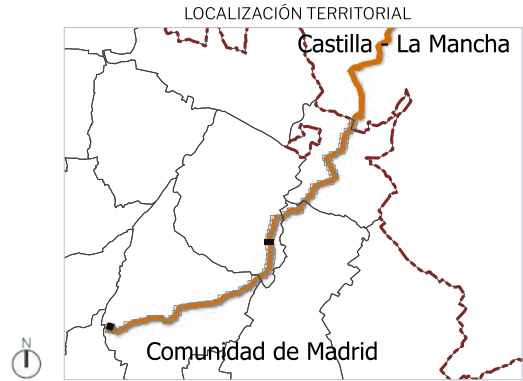 LOCALIZACIÓN TERRITORIAL
Castilla - La Mancha
Comunidad de Madrid
N